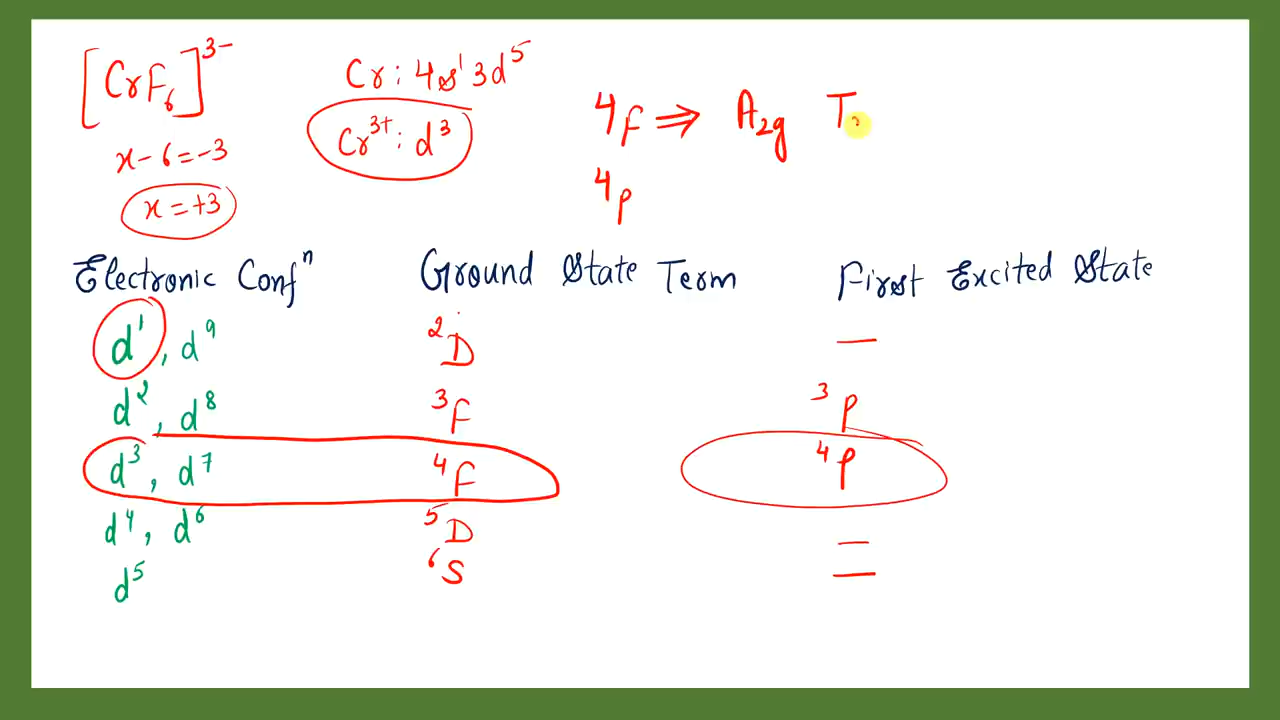 [CrF₆]³⁻
Cr : 4s¹ 3d⁵
Cr³⁺ : d³
x - 6 = -3
x = +3
⁴F ⇒ A₂g T₂
⁴P
Electronic Confⁿ Ground State Term First Excited State
d¹, d⁹ ²D —
d², d⁸ ³F ³P
d³, d⁷ ⁴F ⁴P
d⁴, d⁶ ⁵D —
d⁵ ⁶S —